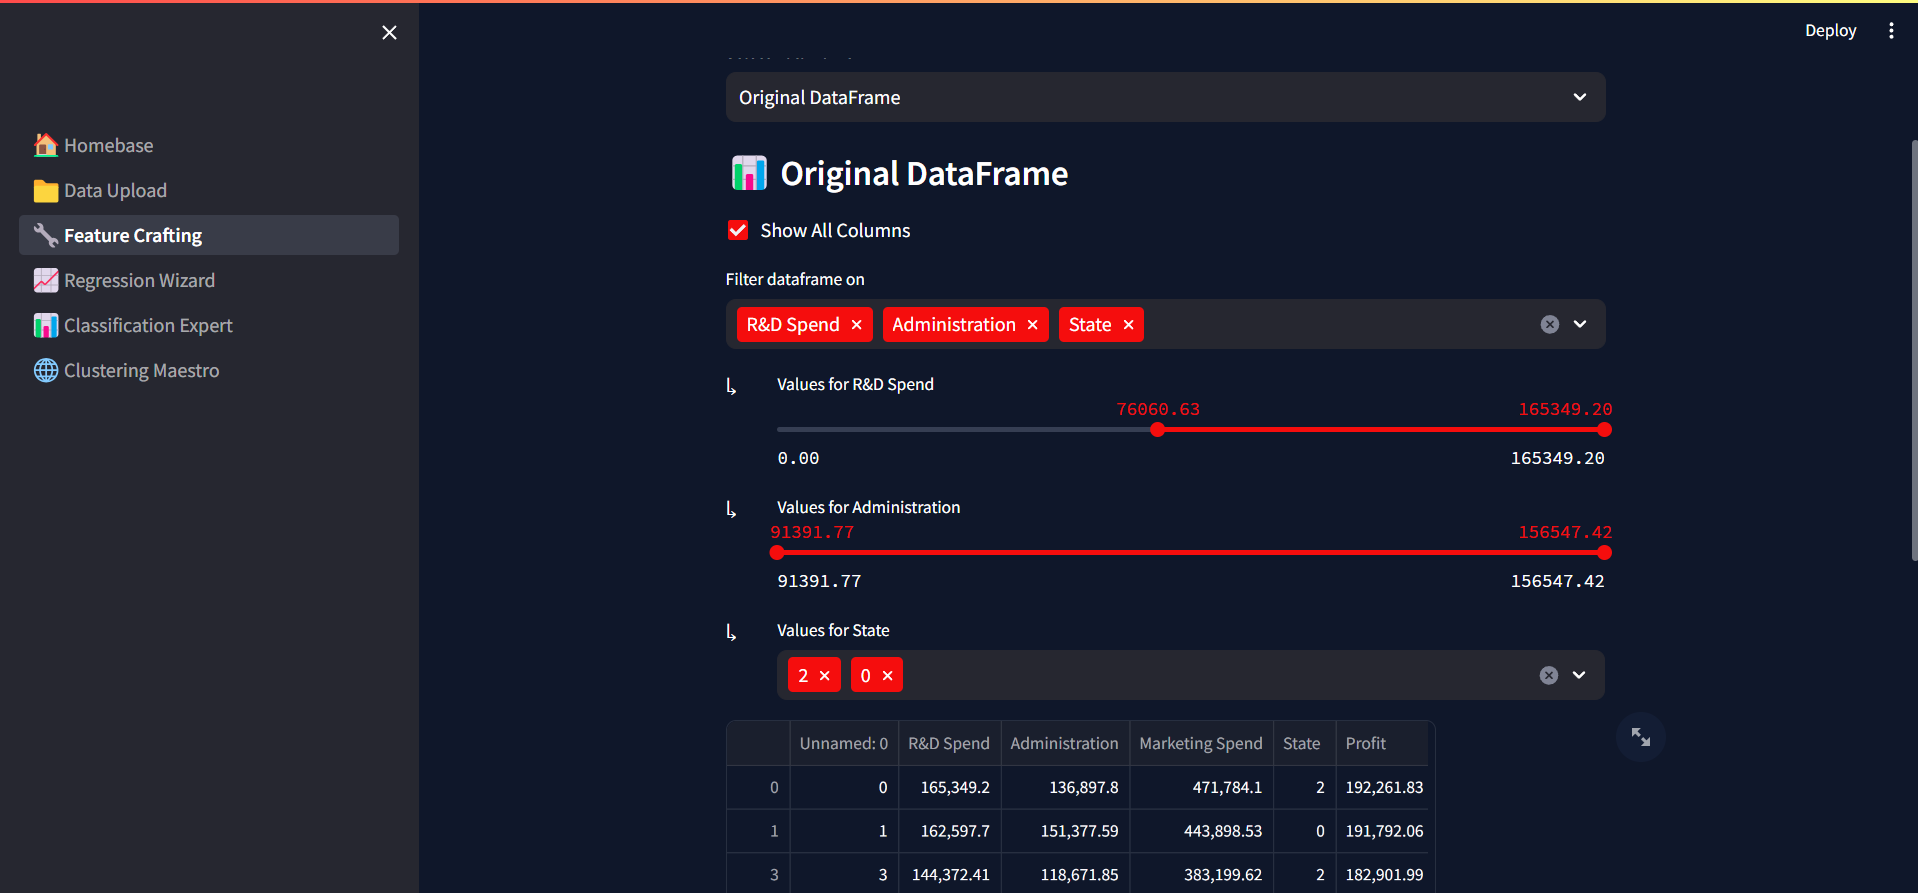 Deploy
Homebase
Data Upload
Feature Crafting
Regression Wizard
Classification Expert
Clustering Maestro
Original DataFrame
Original DataFrame
Show All Columns
Filter dataframe on
R&D Spend Administration State
Values for R&D Spend
76060.63 165349.20
0.00 165349.20
Values for Administration
91391.77 156547.42
91391.77 156547.42
Values for State
2 0
Unnamed: 0 R&D Spend Administration Marketing Spend State Profit
0 0 165,349.2 136,897.8 471,784.1 2 192,261.83
1 1 162,597.7 151,377.59 443,898.53 0 191,792.06
3 3 144,372.41 118,671.85 383,199.62 2 182,901.99